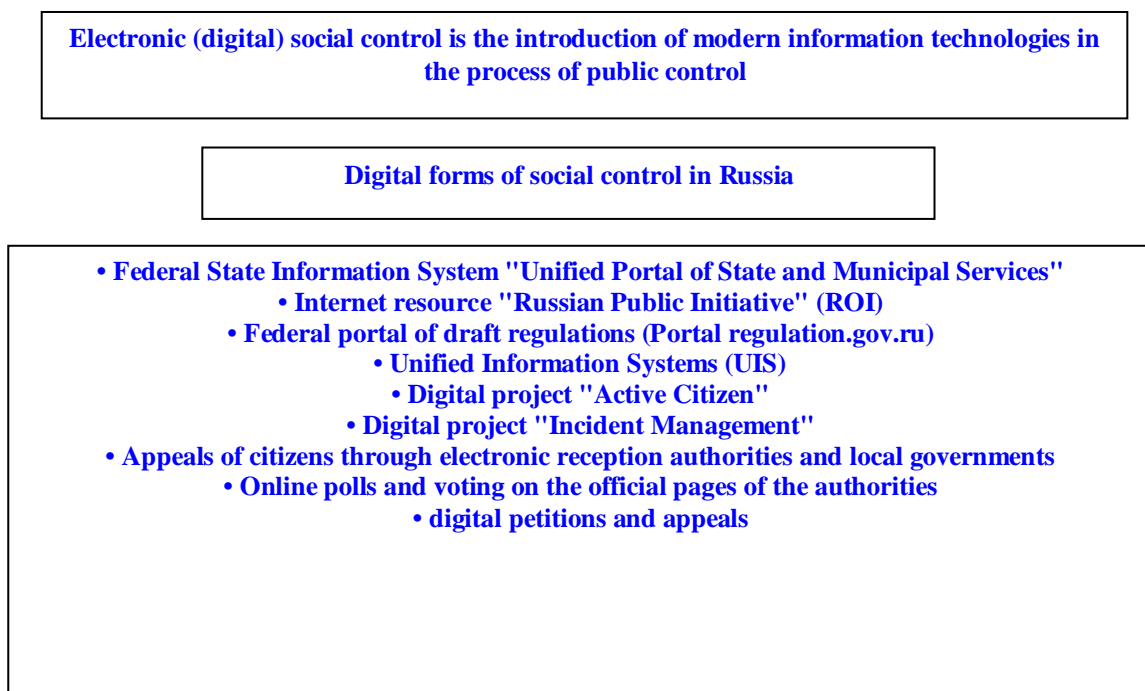 Electronic (digital) social control is the introduction of modern information technologies in
the process of public control
Digital forms of social control in Russia
• Federal State Information System "Unified Portal of State and Municipal Services"
• Internet resource "Russian Public Initiative" (ROI)
• Federal portal of draft regulations (Portal regulation.gov.ru)
• Unified Information Systems (UIS)
• Digital project "Active Citizen"
• Digital project "Incident Management"
• Appeals of citizens through electronic reception authorities and local governments
• Online polls and voting on the official pages of the authorities
• digital petitions and appeals